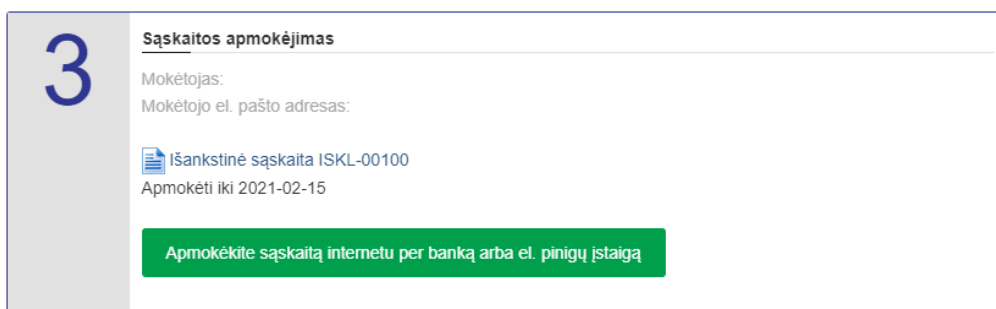 3
Sąskaitos apmokėjimas
Mokėtojas:
Mokėtojo el. pašto adresas:
Išankstinė sąskaita ISKL-00100
Apmokėti iki 2021-02-15
Apmokėkite sąskaitą internetu per banką arba el. pinigų įstaigą